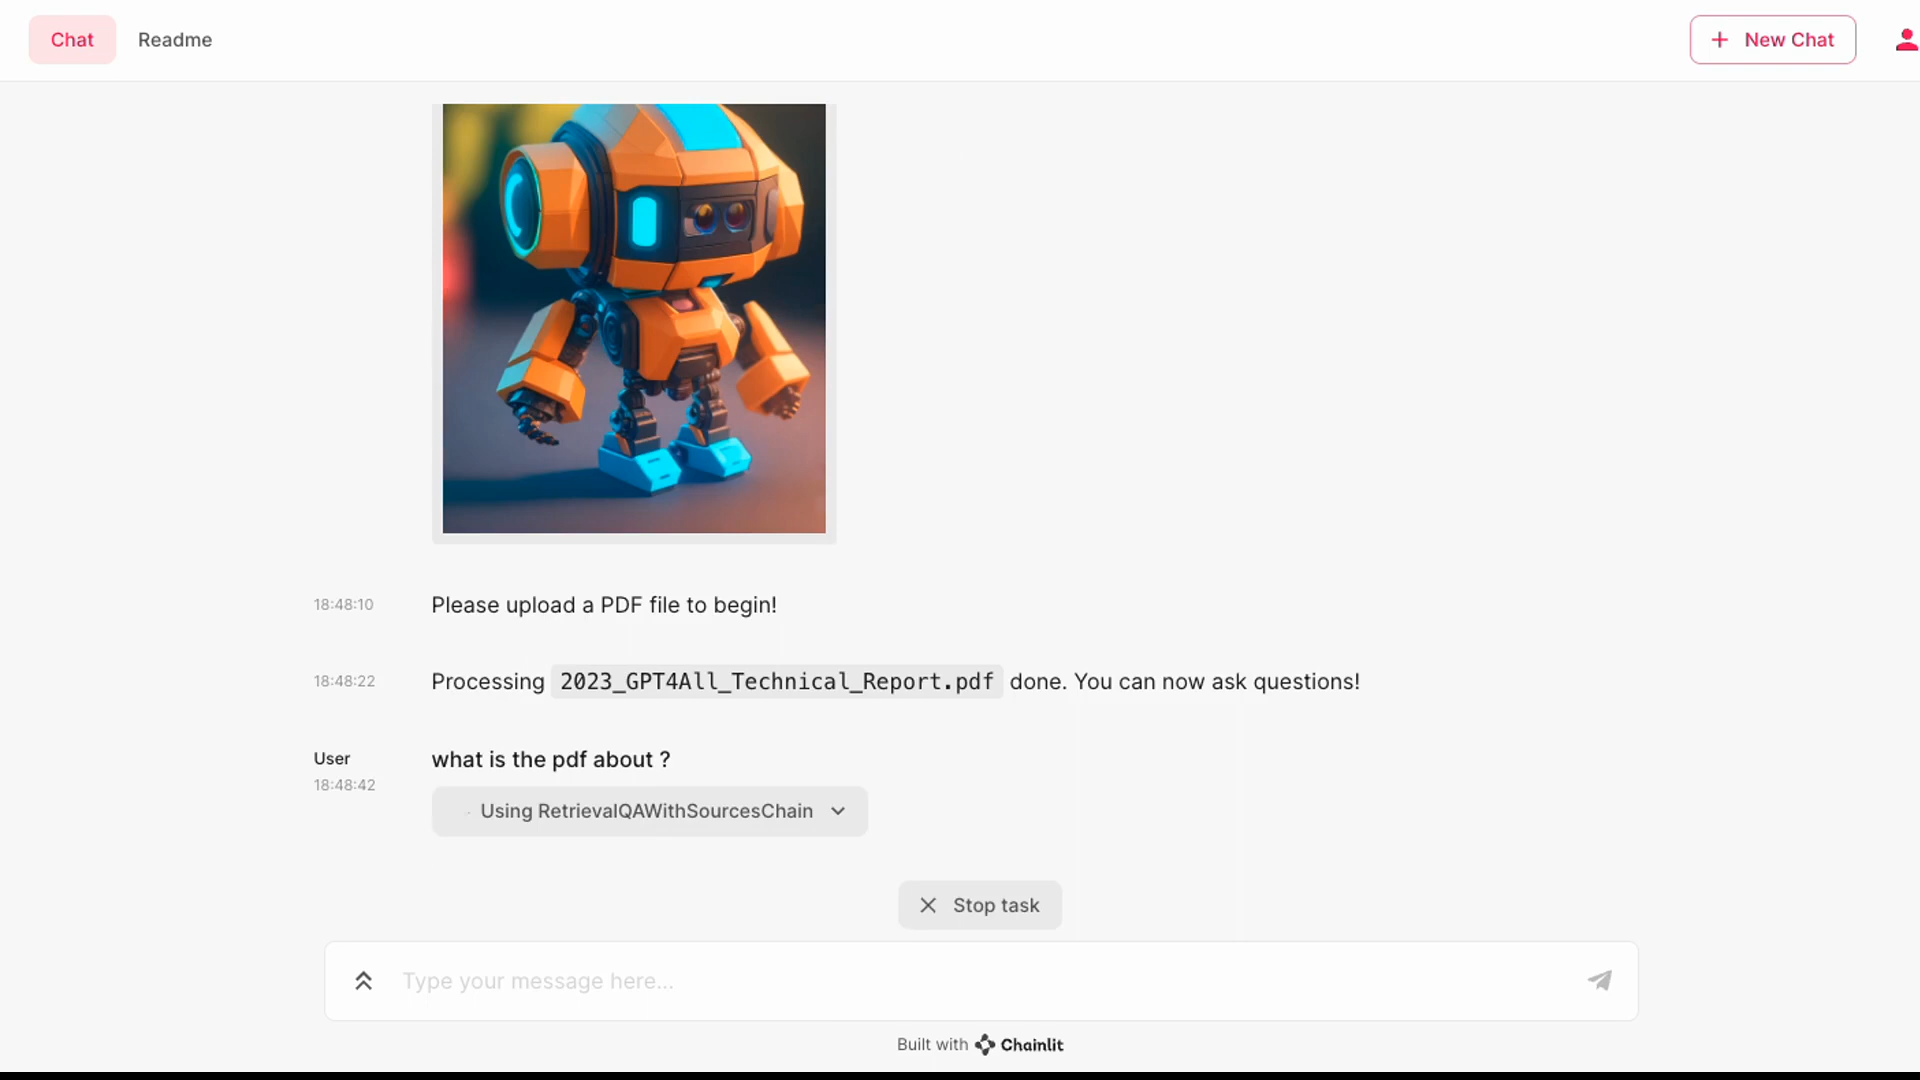 Chat
Readme
+ New Chat
18:48:10
Please upload a PDF file to begin!
18:48:22
Processing 2023_GPT4All_Technical_Report.pdf done. You can now ask questions!
User
what is the pdf about ?
18:48:42
Using RetrievalQAWithSourcesChain
Stop task
Type your message here...
Built with Chainlit